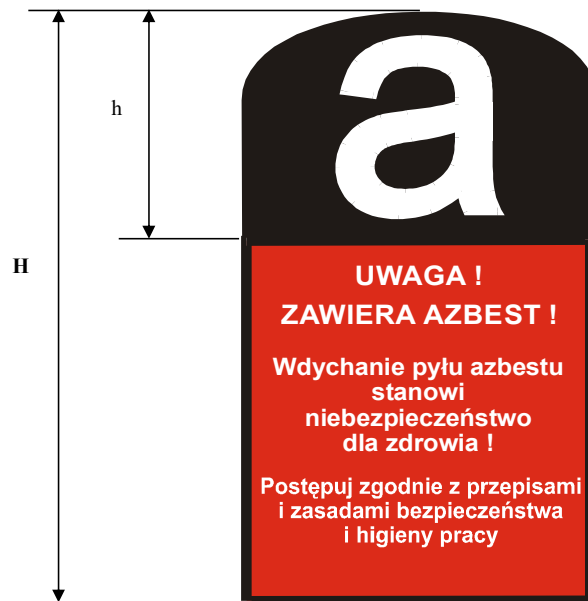 h
H
a
UWAGA !
ZAWIERA AZBEST !
Wdychanie pyłu azbestu
stanowi
niebezpieczeństwo
dla zdrowia !
Postępuj zgodnie z przepisami
i zasadami bezpieczeństwa
i higieny pracy